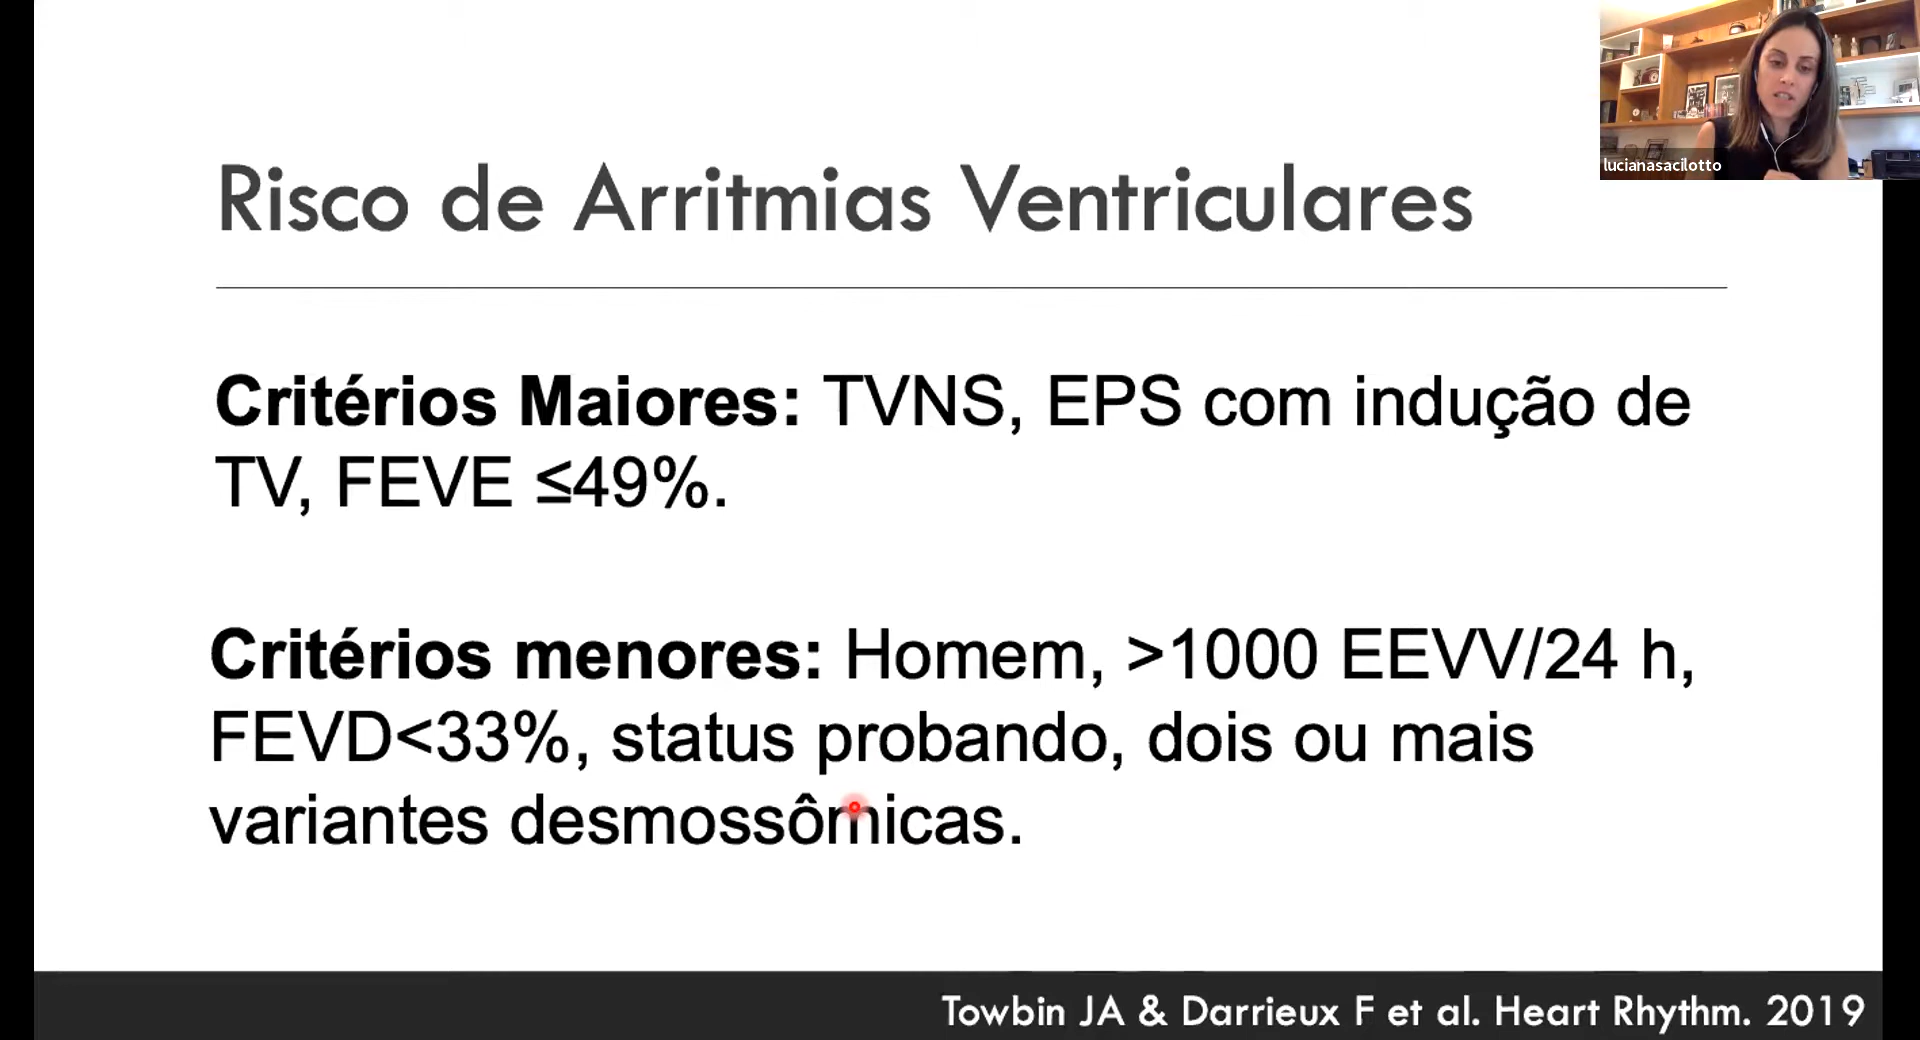 lucianasacilotto
Risco de Arritmias Ventriculares
Critérios Maiores: TVNS, EPS com indução de
TV, FEVE ≤49%.
Critérios menores: Homem, >1000 EEVV/24 h,
FEVD<33%, status probando, dois ou mais
variantes desmossômicas.
Towbin JA & Darrieux F et al. Heart Rhythm. 2019